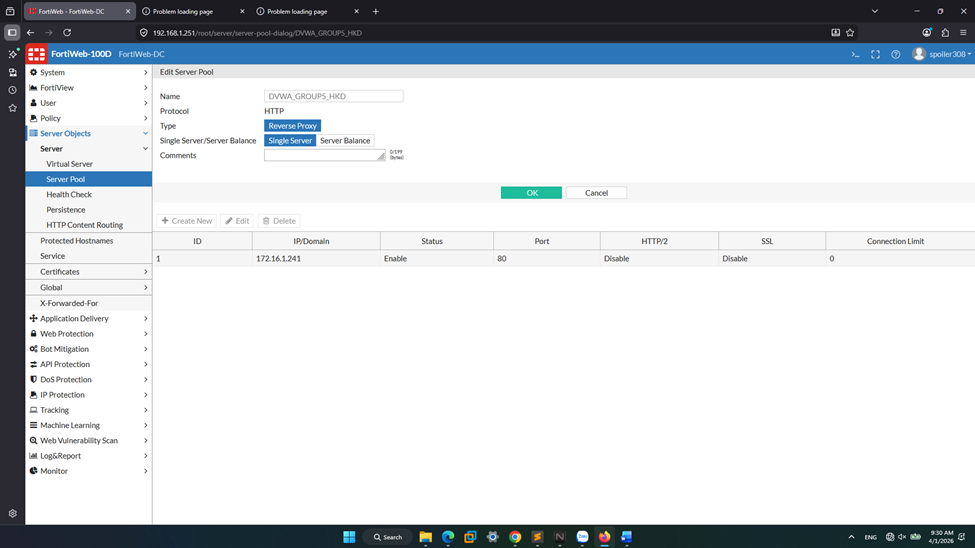 FortiWeb - FortiWeb-DC
Problem loading page
Problem loading page
192.168.1.251/root/server/server-pool-dialog/DVWA_GROUP5_HKD
FortiWeb-100D FortiWeb-DC
spoiler308
System
FortiView
User
Policy
Server Objects
Server
Virtual Server
Server Pool
Health Check
Persistence
HTTP Content Routing
Protected Hostnames
Service
Certificates
Global
X-Forwarded-For
Application Delivery
Web Protection
Bot Mitigation
API Protection
DoS Protection
IP Protection
Tracking
Machine Learning
Web Vulnerability Scan
Log&Report
Monitor
Edit Server Pool
Name DVWA_GROUP5_HKD
Protocol HTTP
Type Reverse Proxy
Single Server/Server Balance Single Server Server Balance
Comments 0/199
(bytes)
OK Cancel
Create New Edit Delete
ID IP/Domain Status Port HTTP/2 SSL Connection Limit
1 172.16.1.241 Enable 80 Disable Disable 0
Search
ENG
9:30 AM
4/1/2026